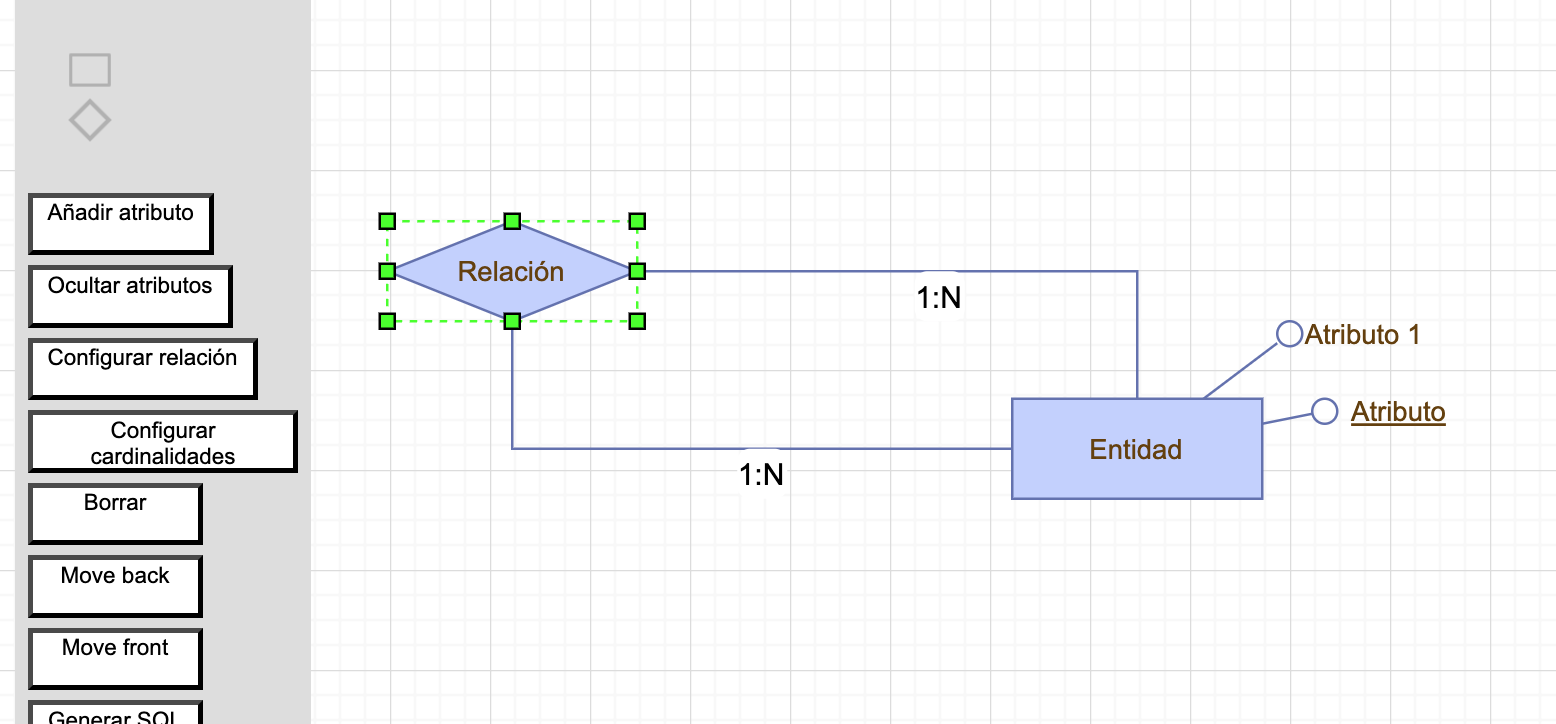 Añadir atributo
Ocultar atributos
Configurar relación
Configurar
cardinalidades
Borrar
Move back
Move front
Generar SQL
Relación
1:N
1:N
Atributo 1
Atributo
Entidad